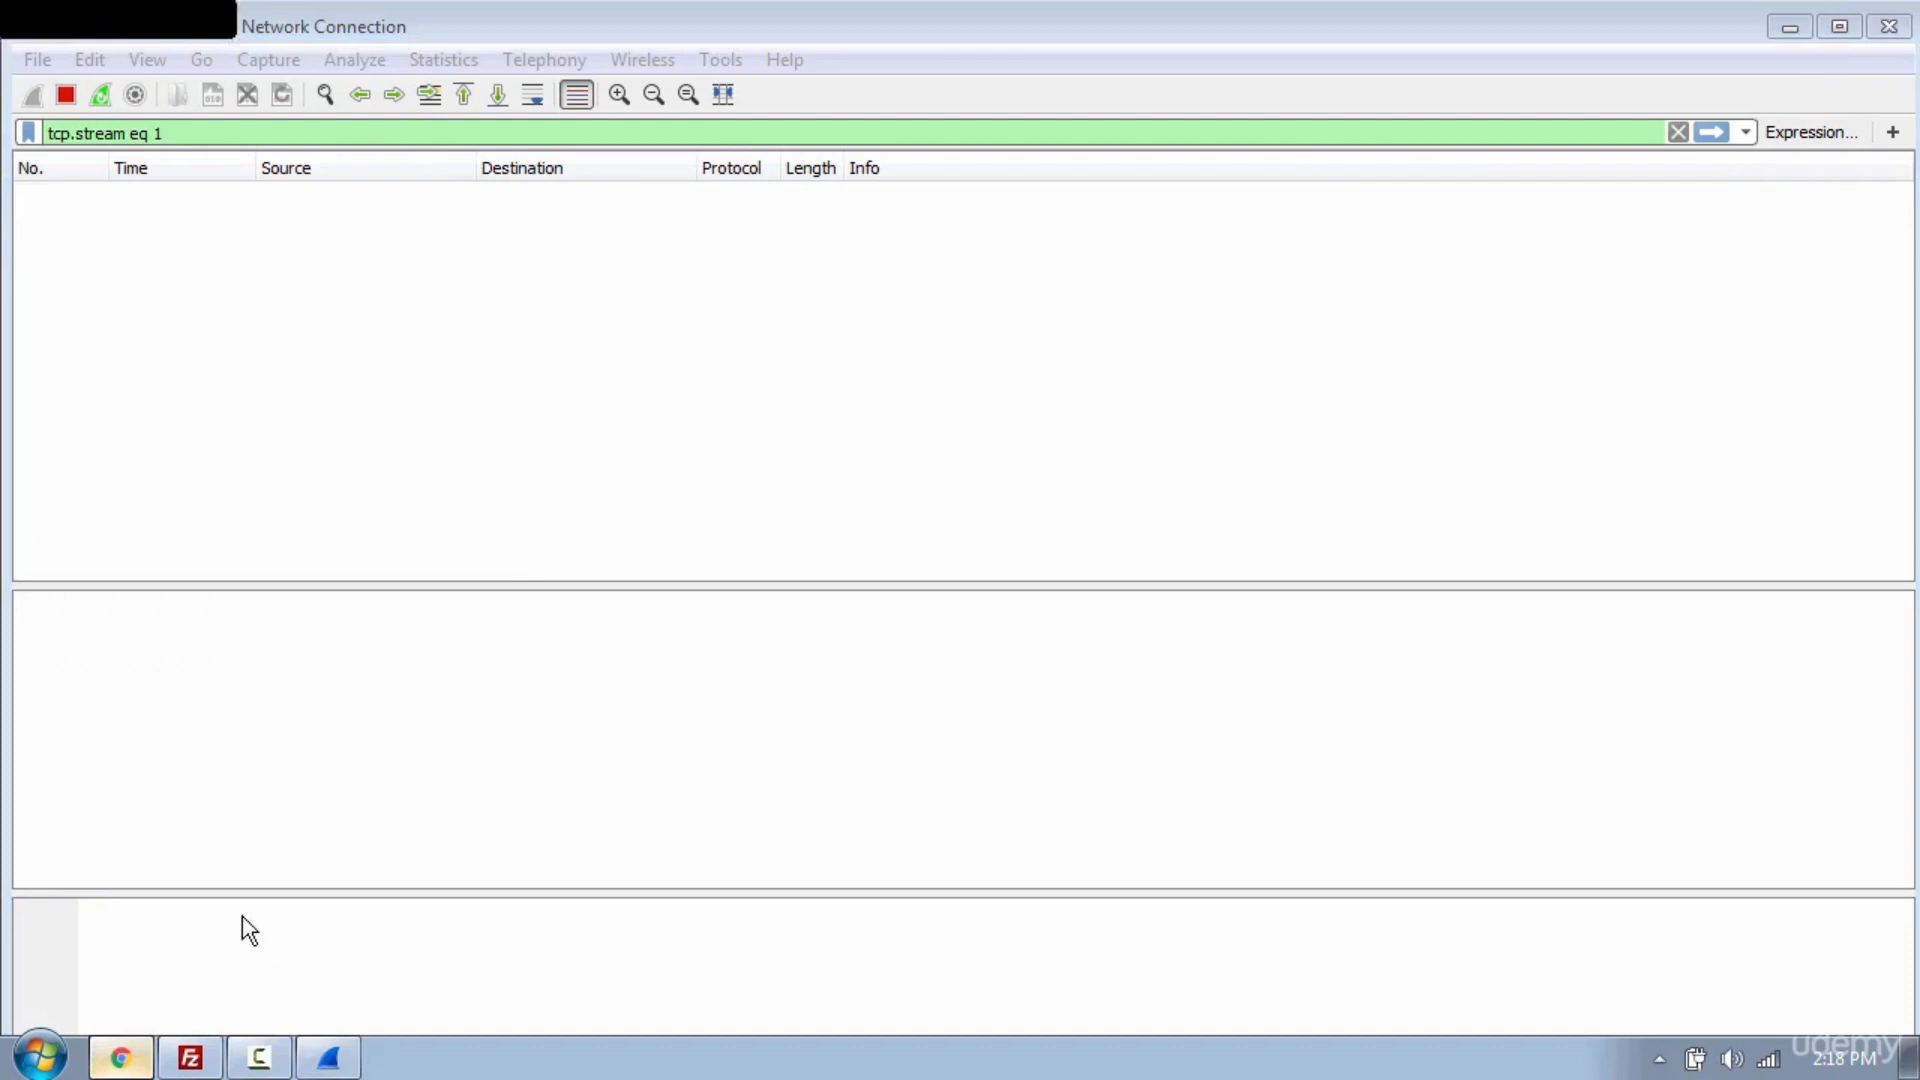 Network Connection
File Edit View Go Capture Analyze Statistics Telephony Wireless Tools Help
tcp.stream eq 1
Expression... +
No. Time Source Destination Protocol Length Info
udemy
2:18 PM